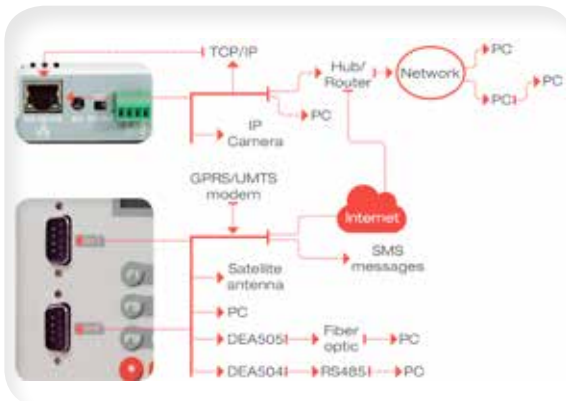 TCP/IP
Hub/
Router
Network
PC
PC
PC
PC
IP
Camera
GPRS/UMTS
modem
Internet
SMS
messages
Satellite
antenna
PC
DEA505
Fiber
optic
PC
DEA504
RS485
PC